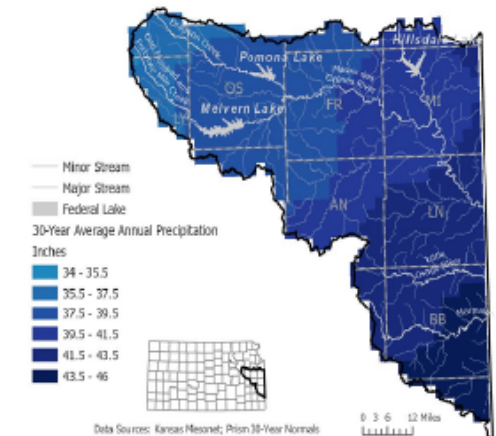 Dragoon Creek
Hillsdale Lake
Pomona Lake
OS
FR
MI
Melvern Lake
LY
AN
LN
BB
Minor Stream
Major Stream
Federal Lake
30-Year Average Annual Precipitation
Inches
34 - 35.5
35.5 - 37.5
37.5 - 39.5
39.5 - 41.5
41.5 - 43.5
43.5 - 46
0 3 6 12 Miles
Data Sources: Kansas Mesonet; Prism 30-Year Normals